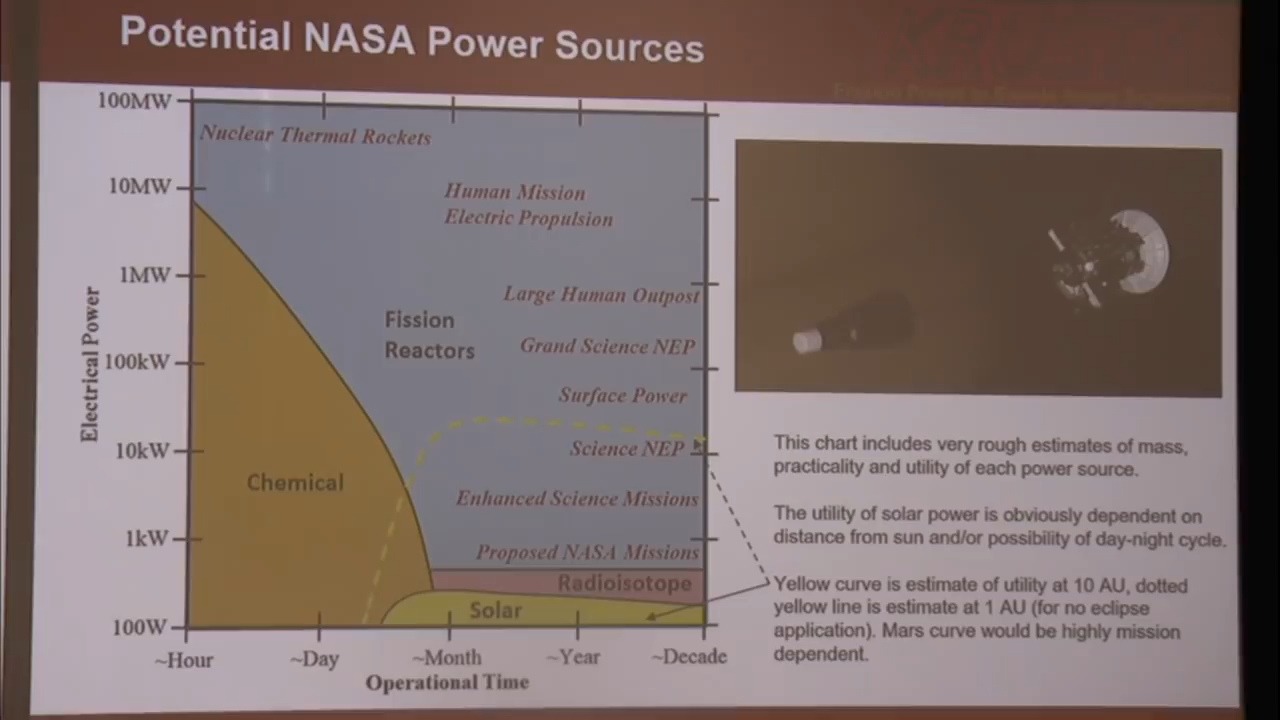 Potential NASA Power Sources
100MW
10MW
1MW
100kW
10kW
1kW
100W
Electrical Power
Nuclear Thermal Rockets
Human Mission
Electric Propulsion
Large Human Outpost
Fission
Reactors
Grand Science NEP
Surface Power
Science NEP
Chemical
Enhanced Science Missions
Proposed NASA Missions
Radioisotope
Solar
~Hour
~Day
~Month
~Year
~Decade
Operational Time
This chart includes very rough estimates of mass,
practicality and utility of each power source.
The utility of solar power is obviously dependent on
distance from sun and/or possibility of day-night cycle.
Yellow curve is estimate of utility at 10 AU, dotted
yellow line is estimate at 1 AU (for no eclipse
application). Mars curve would be highly mission
dependent.